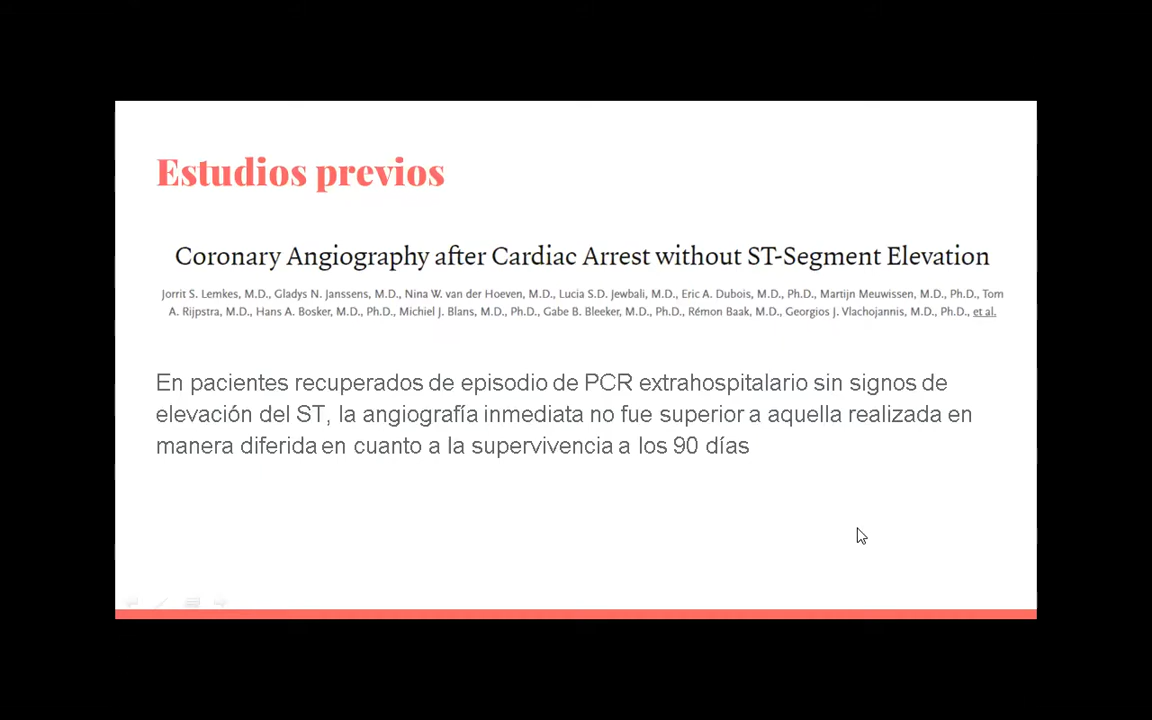 Estudios previos
Coronary Angiography after Cardiac Arrest without ST-Segment Elevation
Jorrit S. Lemkes, M.D., Gladys N. Janssens, M.D., Nina W. van der Hoeven, M.D., Lucia S.D. Jewbali, M.D., Eric A. Dubois, M.D., Ph.D., Martijn Meuwissen, M.D., Ph.D., Tom
A. Rijpstra, M.D., Hans A. Bosker, M.D., Ph.D., Michiel J. Blans, M.D., Ph.D., Gabe B. Bleeker, M.D., Ph.D., Rémon Baak, M.D., Georgios J. Vlachojannis, M.D., Ph.D., et al.
En pacientes recuperados de episodio de PCR extrahospitalario sin signos de
elevación del ST, la angiografía inmediata no fue superior a aquella realizada en
manera diferida en cuanto a la supervivencia a los 90 días